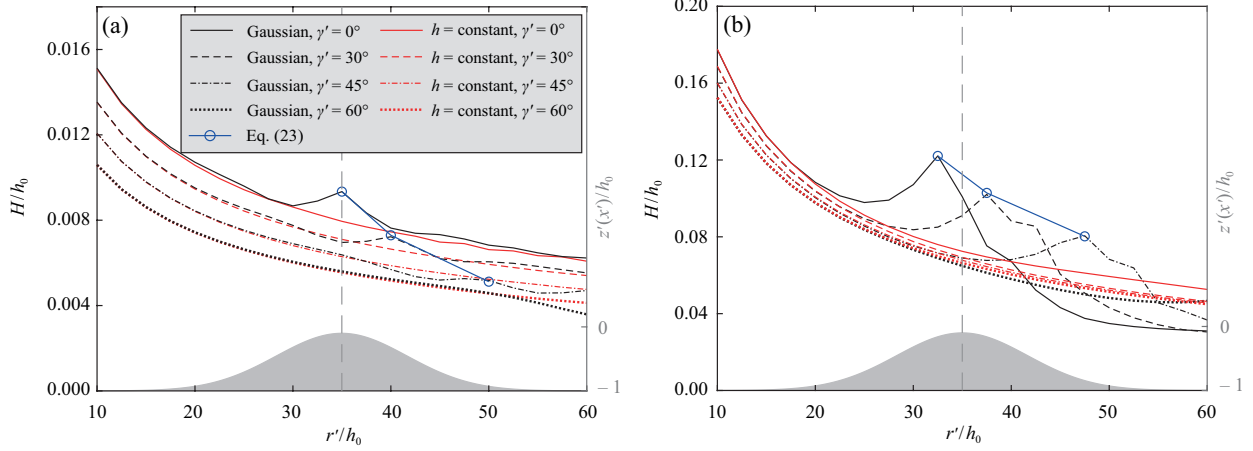 (a)
Gaussian, γ′ = 0° h = constant, γ′ = 0°
Gaussian, γ′ = 30° h = constant, γ′ = 30°
Gaussian, γ′ = 45° h = constant, γ′ = 45°
Gaussian, γ′ = 60° h = constant, γ′ = 60°
Eq. (23)
0.016
0.012
0.008
0.004
0.000
H/h₀
10 20 30 40 50 60
r′/h₀
0
−1
z′(x′)/h₀
(b)
0.20
0.16
0.12
0.08
0.04
0.00
H/h₀
10 20 30 40 50 60
r′/h₀
0
−1
z′(x′)/h₀